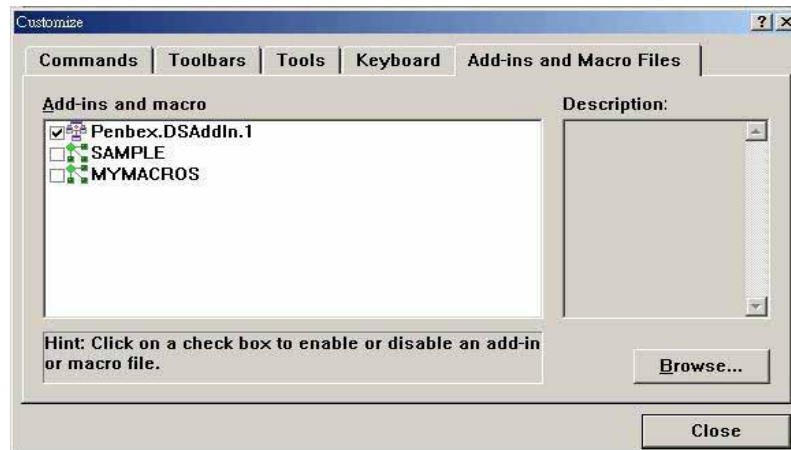 Customize
Commands Toolbars Tools Keyboard Add-ins and Macro Files
Add-ins and macro
Description:
Penbex.DSAddIn.1
SAMPLE
MYMACROS
Hint: Click on a check box to enable or disable an add-in
or macro file.
Browse...
Close